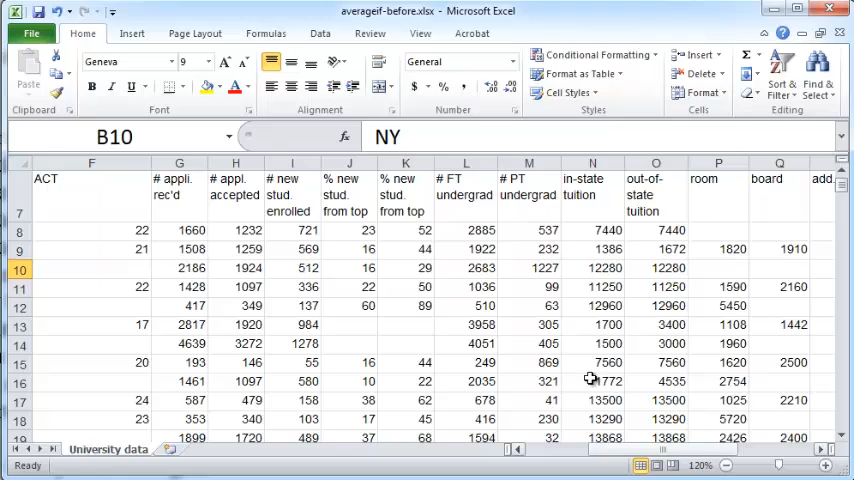 averageif-before.xlsx - Microsoft Excel
File Home Insert Page Layout Formulas Data Review View Acrobat
Paste Geneva 9 A A General Conditional Formatting Insert Σ
Format as Table Delete
B I U A $ % , .0 .00 .00 .0 Cell Styles Format Sort & Filter Find & Select
Clipboard Font Alignment Number Styles Cells Editing
B10 fx NY
F G H I J K L M N O P Q
7 ACT # appli. rec'd # appl. accepted # new stud. enrolled % new stud. from top % new stud. from top # FT undergrad # PT undergrad in-state tuition out-of-state tuition room board add.
8 22 1660 1232 721 23 52 2885 537 7440 7440
9 21 1508 1259 569 16 44 1922 232 1386 1672 1820 1910
10 2186 1924 512 16 29 2683 1227 12280 12280
11 22 1428 1097 336 22 50 1036 99 11250 11250 1590 2160
12 417 349 137 60 89 510 63 12960 12960 5450
13 17 2817 1920 984 3958 305 1700 3400 1108 1442
14 4639 3272 1278 4051 405 1500 3000 1960
15 20 193 146 55 16 44 249 869 7560 7560 1620 2500
16 1461 1097 580 10 22 2035 321 1772 4535 2754
17 24 587 479 158 38 62 678 41 13500 13500 1025 2210
18 23 353 340 103 17 45 416 230 13290 13290 5720
19 1899 1720 489 37 68 1594 32 13868 13868 2426 2400
University data
Ready 120%